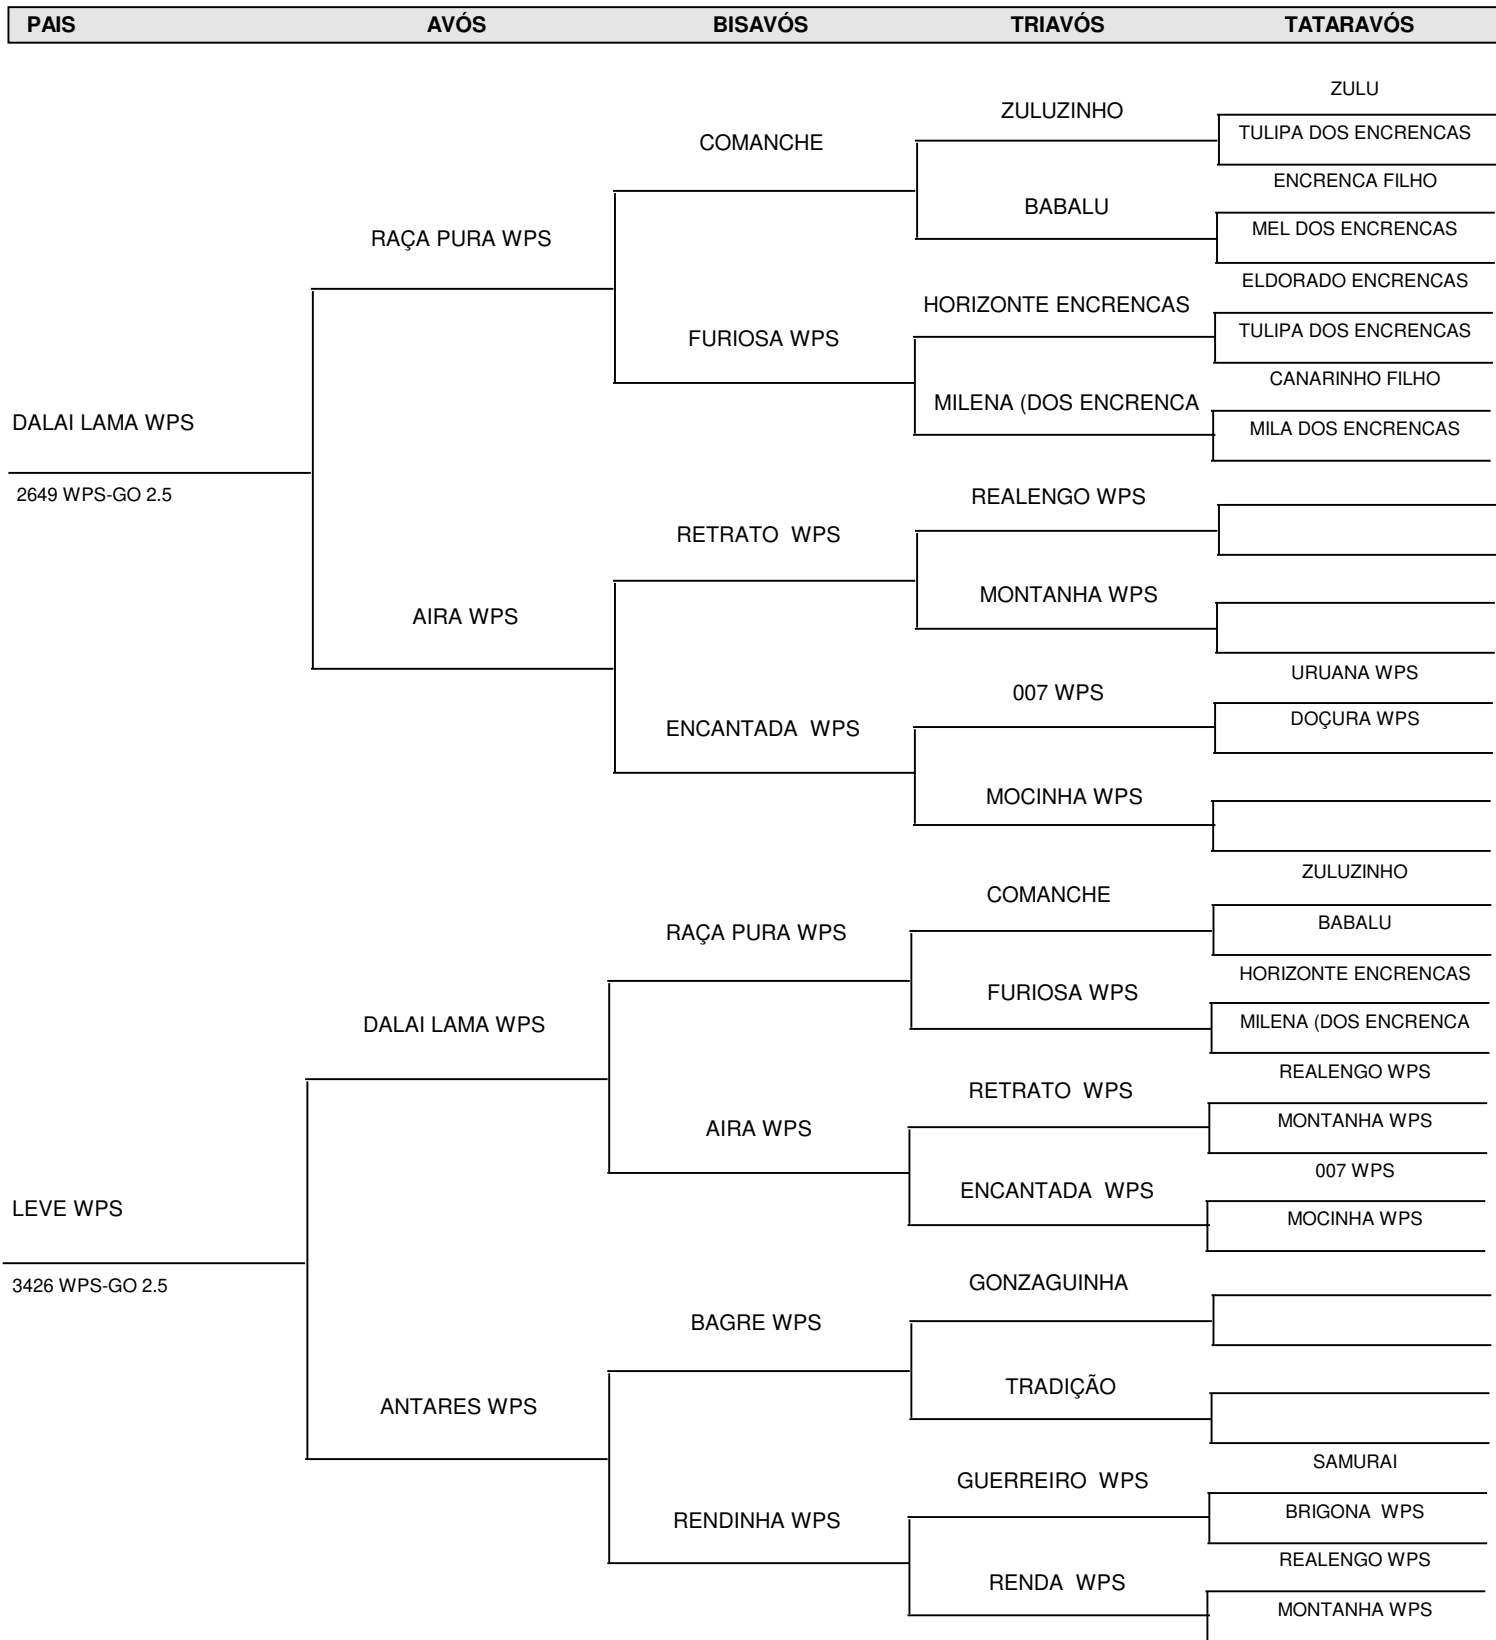 PAIS AVÓS BISAVÓS TRIAVÓS TATARAVÓS
ZULU
ZULUZINHO
TULIPA DOS ENCRENCAS
COMANCHE
ENCRENCA FILHO
BABALU
MEL DOS ENCRENCAS
RAÇA PURA WPS
ELDORADO ENCRENCAS
HORIZONTE ENCRENCAS
TULIPA DOS ENCRENCAS
FURIOSA WPS
CANARINHO FILHO
MILENA (DOS ENCRENCA
DALAI LAMA WPS
MILA DOS ENCRENCAS
2649 WPS-GO 2.5
REALENGO WPS
RETRATO  WPS
MONTANHA WPS
AIRA WPS
URUANA WPS
007 WPS
DOÇURA WPS
ENCANTADA  WPS
MOCINHA WPS
ZULUZINHO
COMANCHE
BABALU
RAÇA PURA WPS
HORIZONTE ENCRENCAS
FURIOSA WPS
MILENA (DOS ENCRENCA
DALAI LAMA WPS
REALENGO WPS
RETRATO  WPS
MONTANHA WPS
AIRA WPS
007 WPS
ENCANTADA  WPS
LEVE WPS
MOCINHA WPS
3426 WPS-GO 2.5
GONZAGUINHA
BAGRE WPS
TRADIÇÃO
ANTARES WPS
SAMURAI
GUERREIRO  WPS
BRIGONA  WPS
RENDINHA WPS
REALENGO WPS
RENDA  WPS
MONTANHA WPS